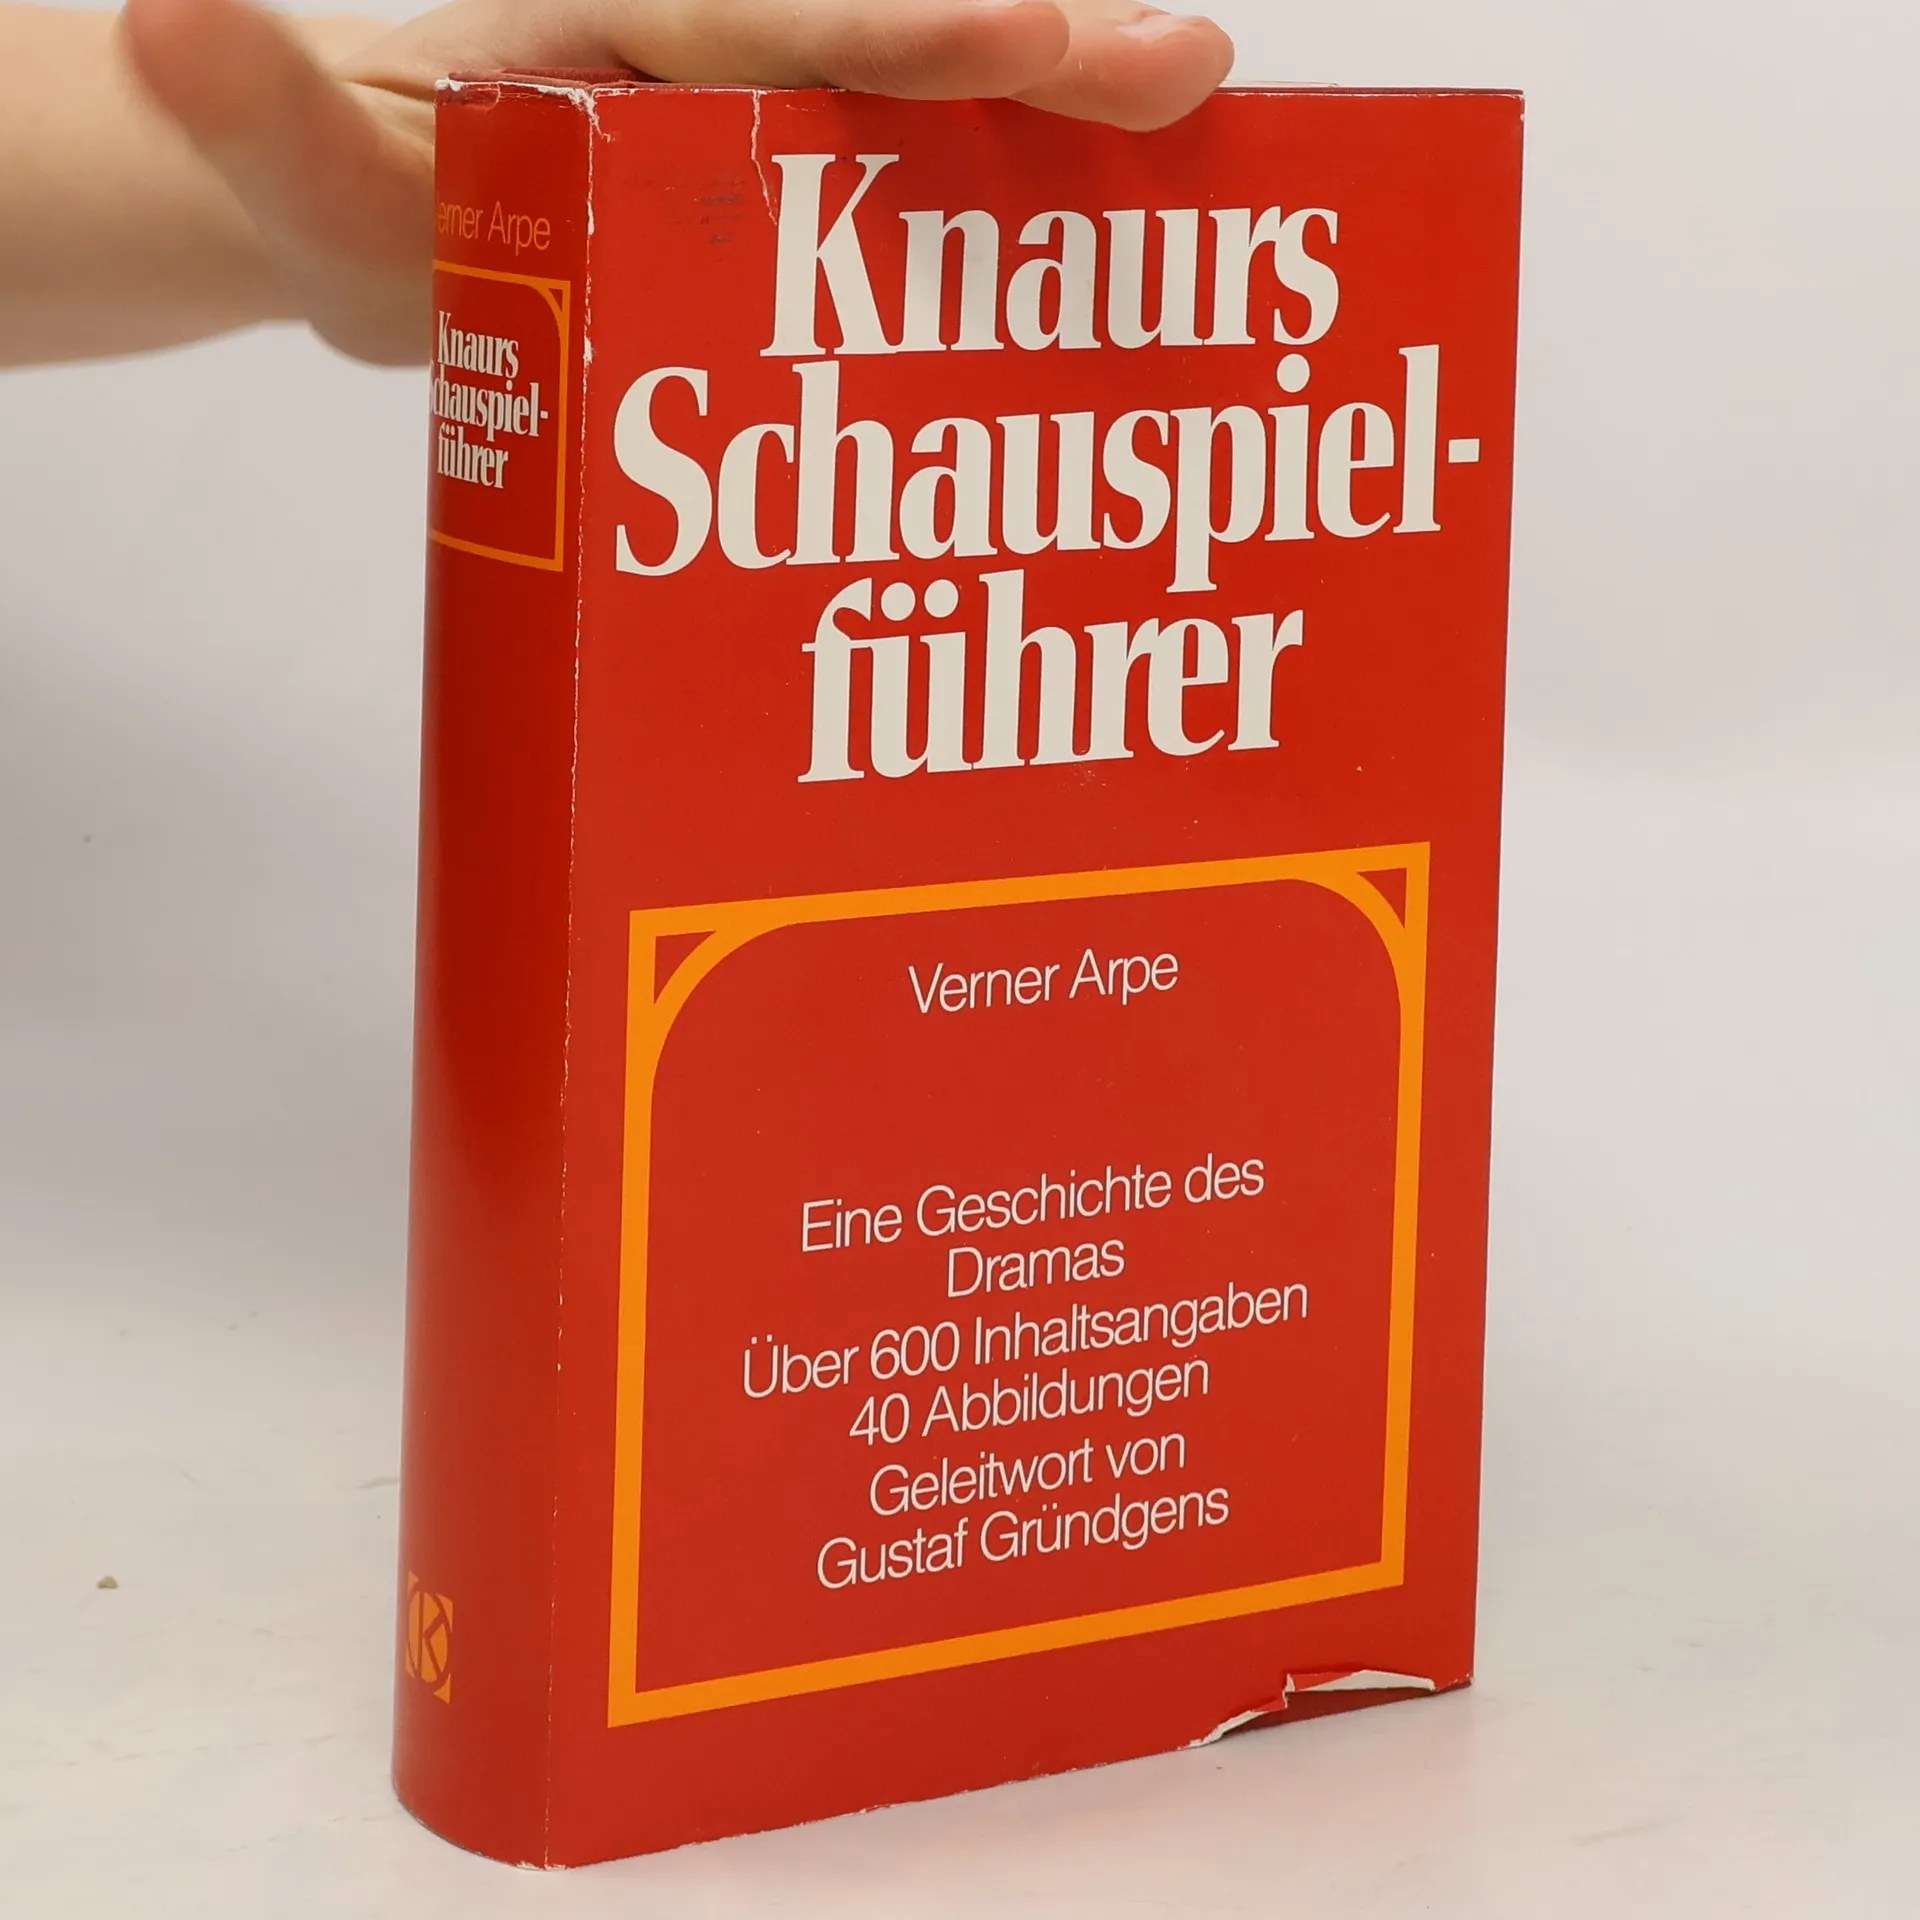 Verner Arpe
Knaurs
Schauspiel-
führer
K
Knaurs
Schauspiel-
führer
Verner Arpe
Eine Geschichte des
Dramas
Über 600 Inhaltsangaben
40 Abbildungen
Geleitwort von
Gustaf Gründgens